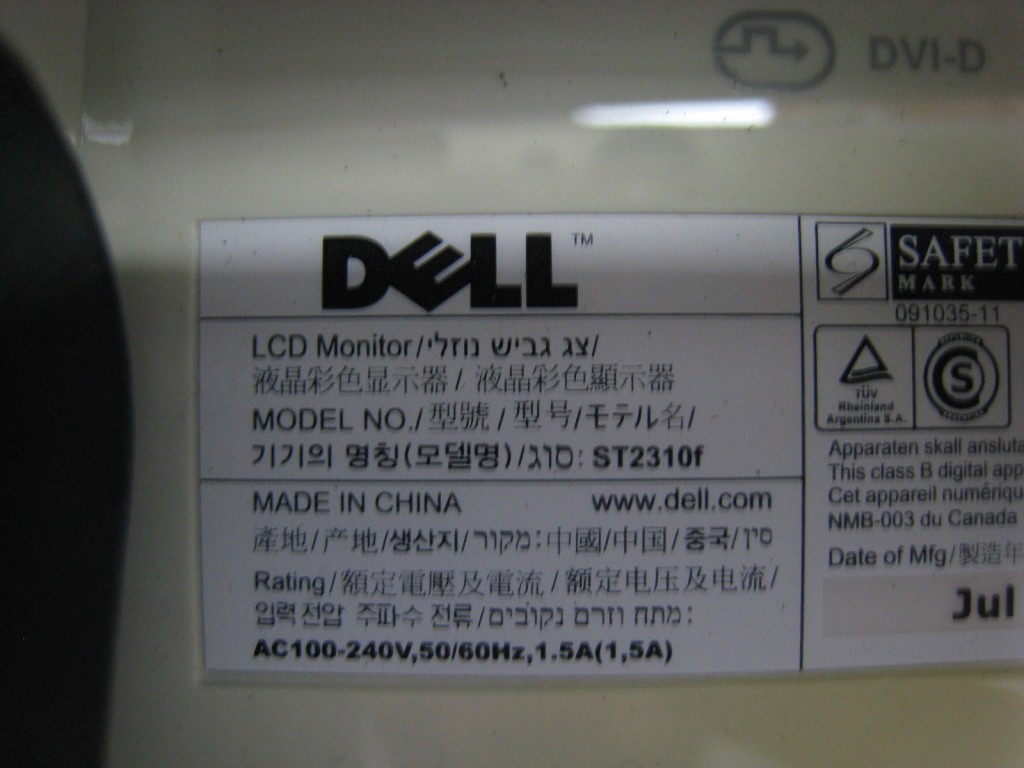 DVI-D
DELL™
LCD Monitor/צג גביש נוזלי/
液晶彩色显示器/ 液晶彩色顯示器
MODEL NO./型號/型号/モデル名/
기기의 명칭(모델명)/סוג: ST2310f
MADE IN CHINA www.dell.com
產地/产地/생산지/מקור:中國/中国/중국/סין
Rating/額定電壓及電流/额定电压及电流/
입력 전압 주파수 전류/מתח וזרם נקובים:
AC100-240V,50/60Hz,1.5A(1,5A)
SAFET
MARK
091035-11
TÜV
Rheinland
Argentina S.A.
S
Apparaten skall ansluta
This class B digital app
Cet appareil numériqu
NMB-003 du Canada
Date of Mfg/製造年
Jul